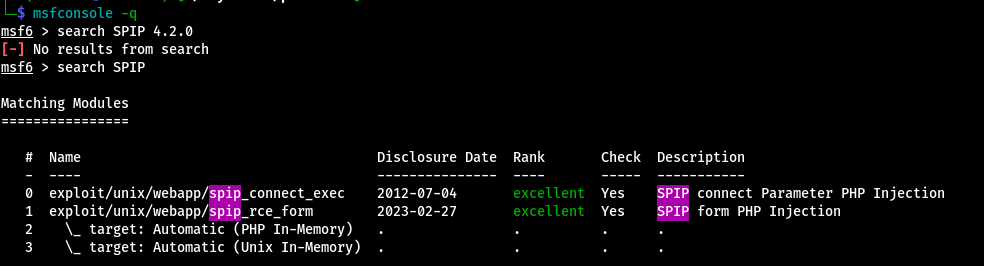 $ msfconsole -q
msf6 > search SPIP 4.2.0
[-] No results from search
msf6 > search SPIP
Matching Modules
================
#  Name                                    Disclosure Date  Rank       Check  Description
-  ----                                    ---------------  ----       -----  -----------
0  exploit/unix/webapp/spip_connect_exec   2012-07-04       excellent  Yes    SPIP connect Parameter PHP Injection
1  exploit/unix/webapp/spip_rce_form       2023-02-27       excellent  Yes    SPIP form PHP Injection
2    \_ target: Automatic (PHP In-Memory)  .                .          .      .
3    \_ target: Automatic (Unix In-Memory) .                .          .      .